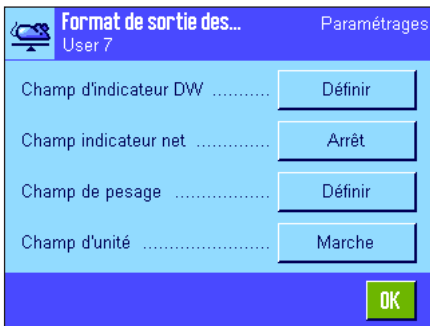 Format de sortie des... Paramétrages
User 7
Champ d'indicateur DW ........... Définir
Champ indicateur net .............. Arrêt
Champ de pesage .................. Définir
Champ d'unité ........................ Marche
OK